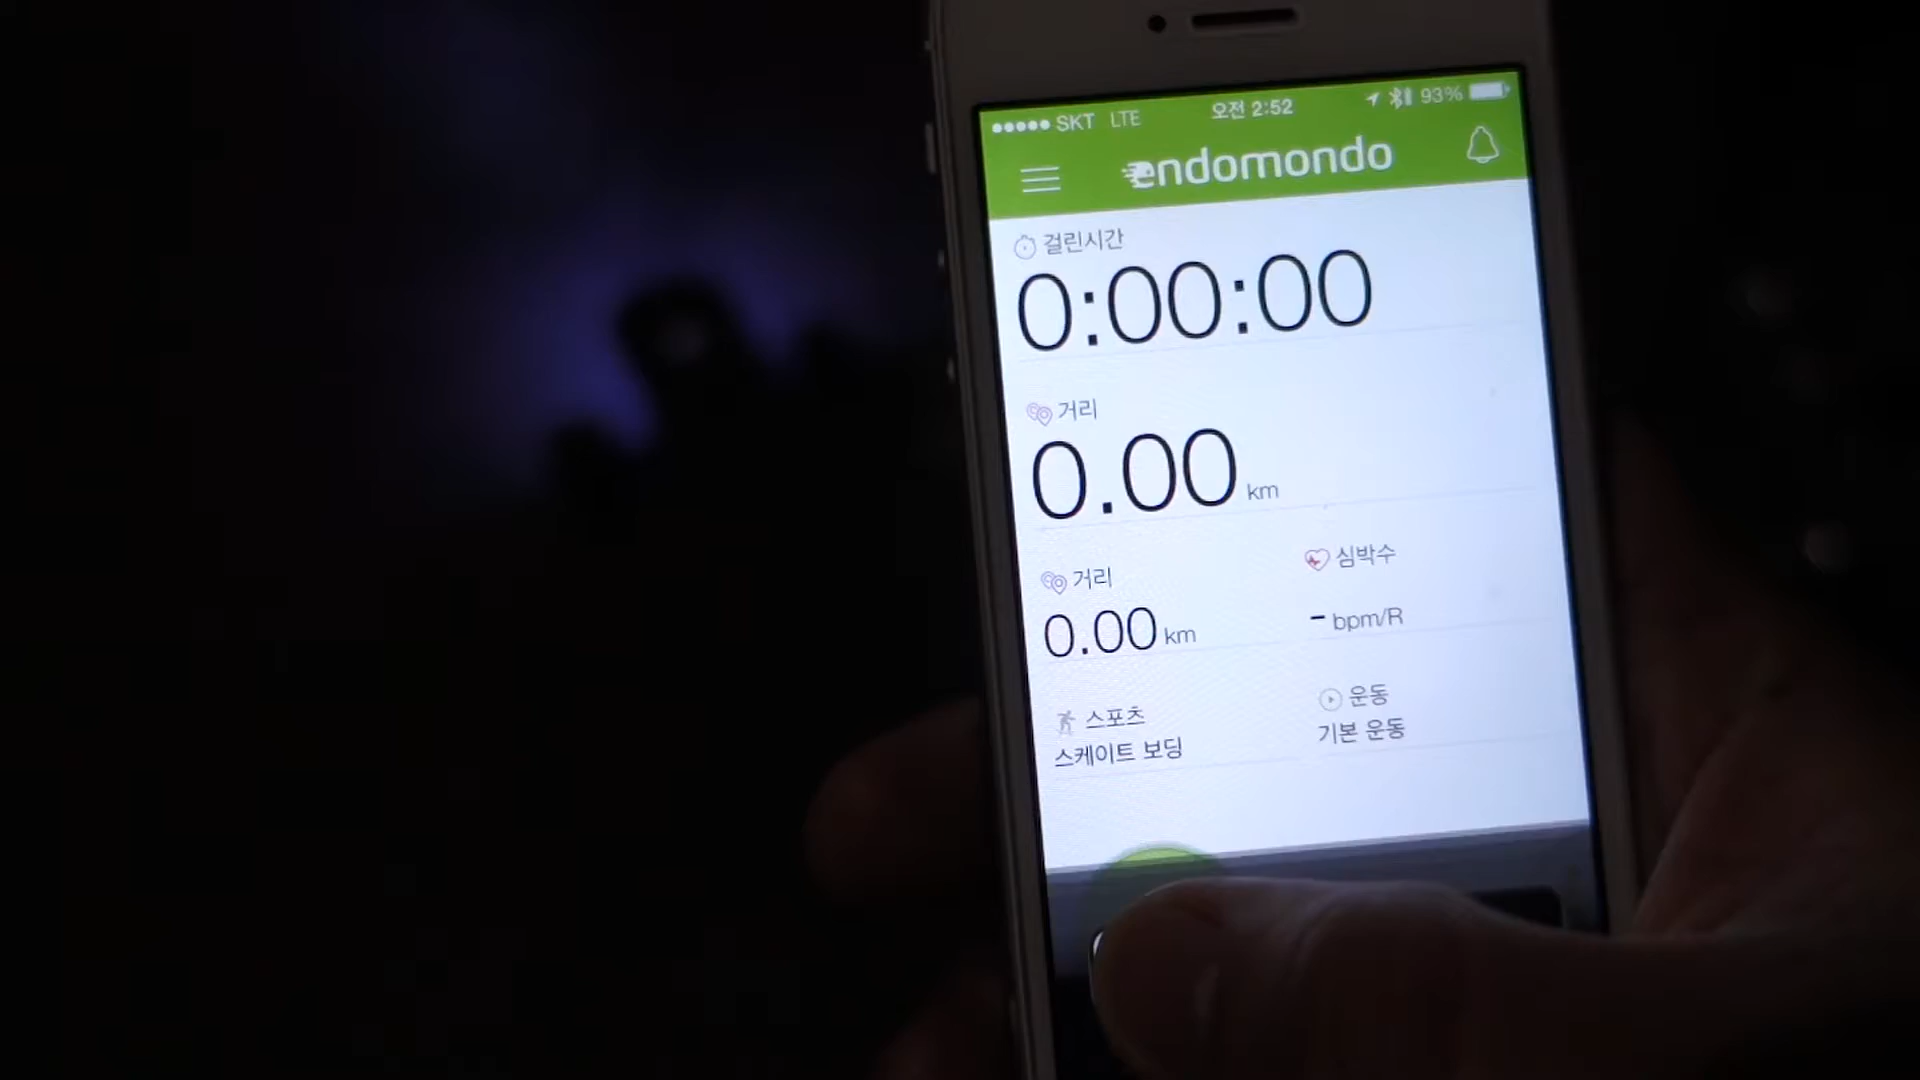 SKT LTE 오전 2:52 93%
endomondo
걸린시간
0:00:00
거리
0.00 km
거리 심박수
0.00 km - bpm/R
스포츠 운동
스케이트 보딩 기본 운동